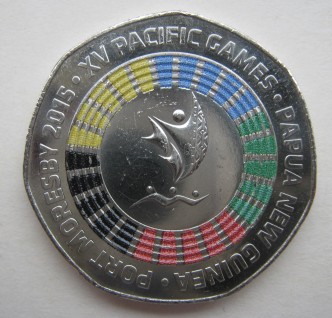 PORT MORESBY 2015 · XV PACIFIC GAMES · PAPUA NEW GUINEA ·